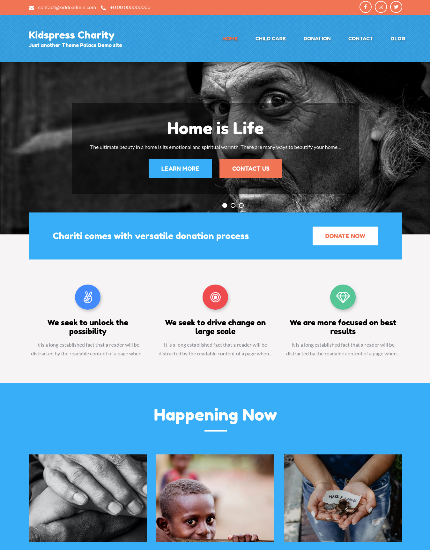 Kidspress Charity
Just another Theme Palace Demo site
HOME CHILD CARE DONATION CONTACT BLOG
Home is Life
The ultimate beauty in a home is its emotional and spiritual warmth. There are many ways to beautify your home...
LEARN MORE CONTACT US
Chariti comes with versatile donation process
DONATE NOW
We seek to unlock the possibility
It is a long established fact that a reader will be distracted by the readable content of a page when
We seek to drive change on large scale
It is a long established fact that a reader will be distracted by the readable content of a page when
We are more focused on best results
It is a long established fact that a reader will be distracted by the readable content of a page when
Happening Now
MAKE A CHANGE